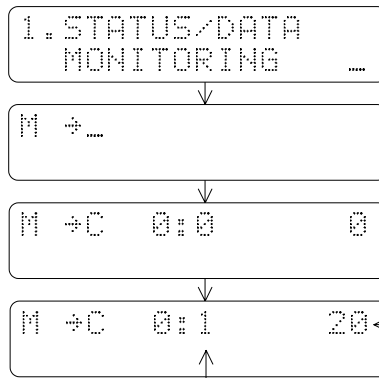 1.STATUS/DATA
MONITORING _
M →_
M →C 0:0 0
M →C 0:1 20